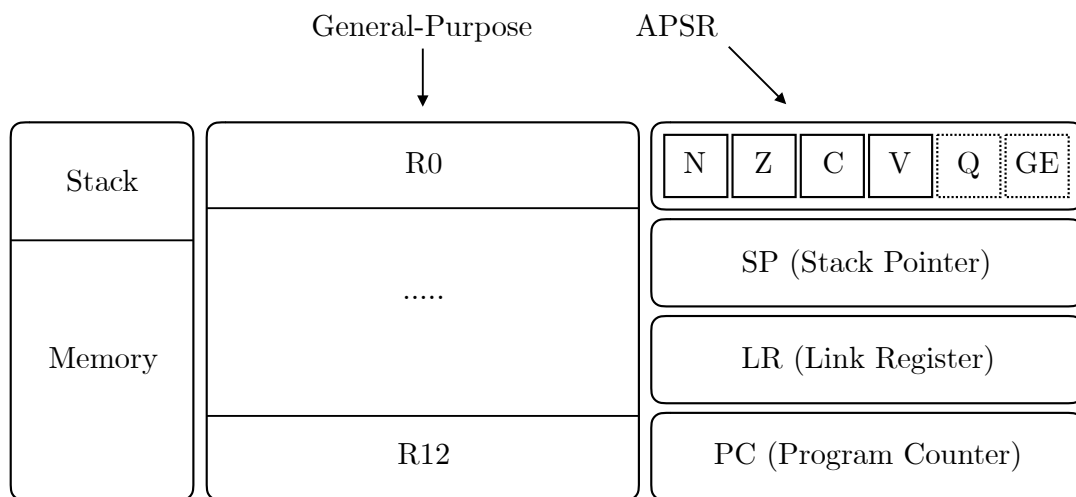 General-Purpose
APSR
Stack
Memory
R0
.....
R12
N Z C V Q GE
SP (Stack Pointer)
LR (Link Register)
PC (Program Counter)